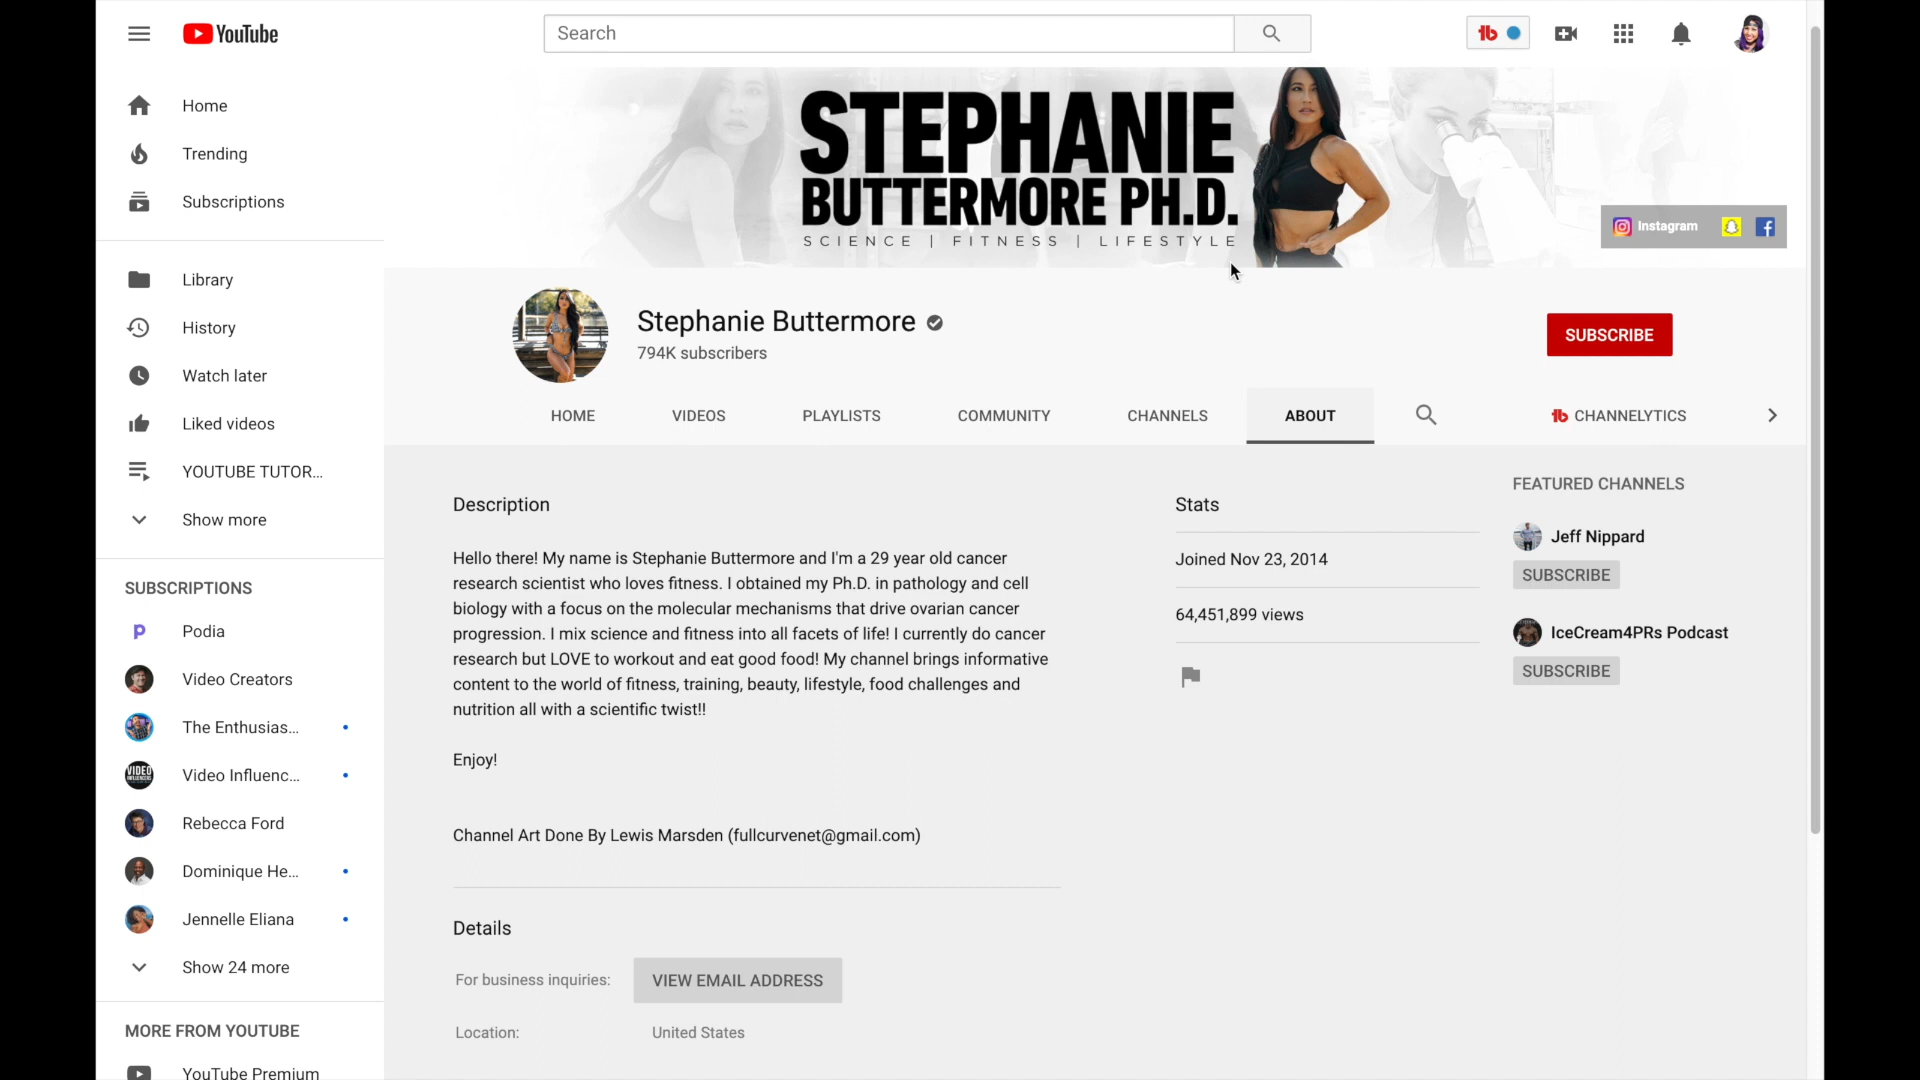 YouTube
Search
Home
Trending
Subscriptions
Library
History
Watch later
Liked videos
YOUTUBE TUTOR...
Show more
SUBSCRIPTIONS
Podia
Video Creators
The Enthusias...
Video Influenc...
Rebecca Ford
Dominique He...
Jennelle Eliana
Show 24 more
MORE FROM YOUTUBE
YouTube Premium
STEPHANIE
BUTTERMORE PH.D.
SCIENCE | FITNESS | LIFESTYLE
Instagram
Stephanie Buttermore
794K subscribers
SUBSCRIBE
HOME
VIDEOS
PLAYLISTS
COMMUNITY
CHANNELS
ABOUT
CHANNELYTICS
Description
Hello there! My name is Stephanie Buttermore and I'm a 29 year old cancer
research scientist who loves fitness. I obtained my Ph.D. in pathology and cell
biology with a focus on the molecular mechanisms that drive ovarian cancer
progression. I mix science and fitness into all facets of life! I currently do cancer
research but LOVE to workout and eat good food! My channel brings informative
content to the world of fitness, training, beauty, lifestyle, food challenges and
nutrition all with a scientific twist!!
Enjoy!
Channel Art Done By Lewis Marsden (fullcurvenet@gmail.com)
Details
For business inquiries:
VIEW EMAIL ADDRESS
Location:
United States
Stats
Joined Nov 23, 2014
64,451,899 views
FEATURED CHANNELS
Jeff Nippard
SUBSCRIBE
IceCream4PRs Podcast
SUBSCRIBE